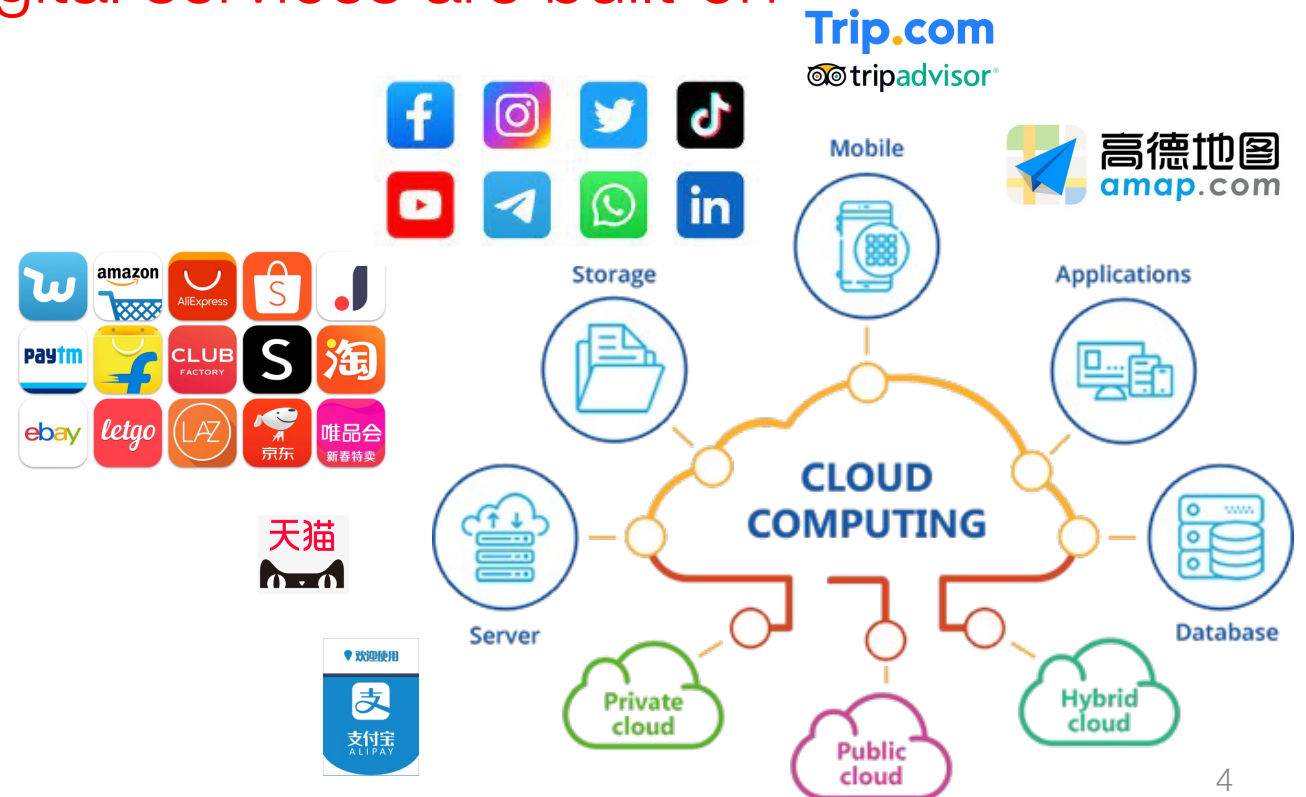 gital services are built on
Trip.com
tripadvisor®
Mobile
高德地图
amap.com
Storage
Applications
in
amazon
AliExpress
S
Paytm
CLUB
FACTORY
S
淘
ebay
letgo
LAZ
京东
唯品会
新春特卖
CLOUD
COMPUTING
天猫
Server
Database
欢迎使用
支
支付宝
ALIPAY
Private
cloud
Public
cloud
Hybrid
cloud
4